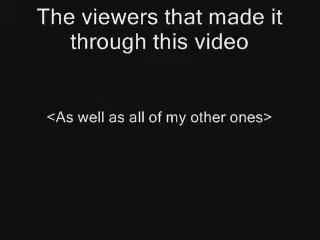 The viewers that made it
through this video
<As well as all of my other ones>